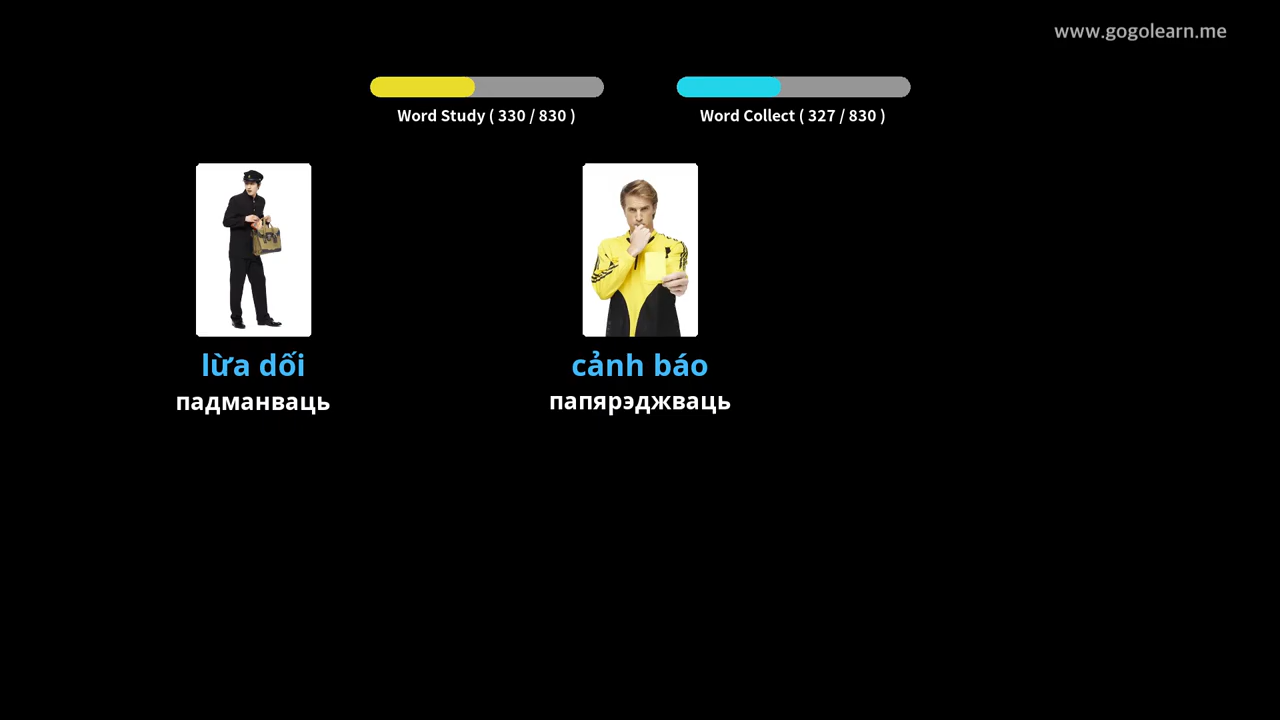 www.gogolearn.me
Word Study ( 330 / 830 )
Word Collect ( 327 / 830 )
lừa dối
падманваць
cảnh báo
папярэджваць